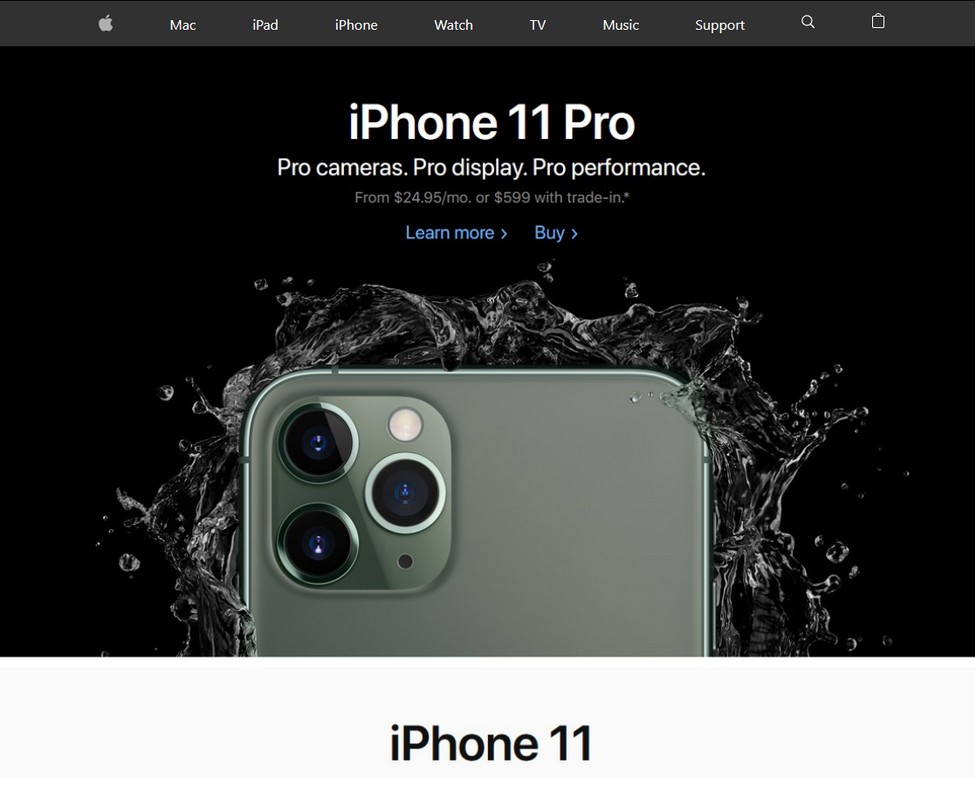 Mac iPad iPhone Watch TV Music Support
iPhone 11 Pro
Pro cameras. Pro display. Pro performance.
From $24.95/mo. or $599 with trade-in.*
Learn more > Buy >
iPhone 11